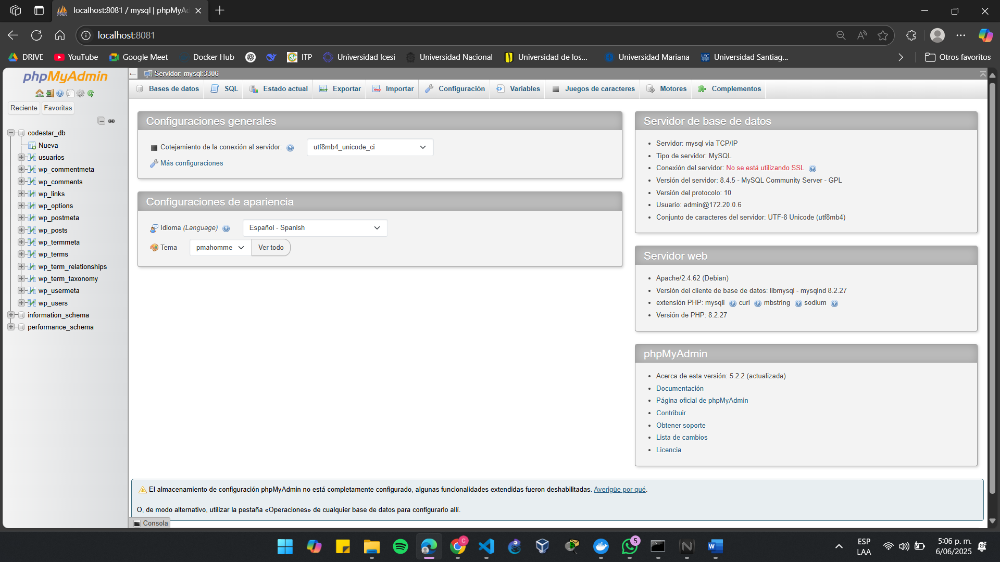 localhost:8081 / mysql | phpMyAd
localhost:8081
DRIVE YouTube Google Meet Docker Hub ITP Universidad Icesi Universidad Nacional Universidad de los... Universidad Mariana Universidad Santiag... Otros favoritos
phpMyAdmin
Reciente Favoritas
codestar_db
Nueva
usuarios
wp_commentmeta
wp_comments
wp_links
wp_options
wp_postmeta
wp_posts
wp_termmeta
wp_terms
wp_term_relationships
wp_term_taxonomy
wp_usermeta
wp_users
information_schema
performance_schema
Servidor: mysql:3306
Bases de datos SQL Estado actual Exportar Importar Configuración Variables Juegos de caracteres Motores Complementos
Configuraciones generales
Cotejamiento de la conexión al servidor: utf8mb4_unicode_ci
Más configuraciones
Configuraciones de apariencia
Idioma (Language) Español - Spanish
Tema pmahomme Ver todo
Servidor de base de datos
Servidor: mysql via TCP/IP
Tipo de servidor: MySQL
Conexión del servidor: No se está utilizando SSL
Versión del servidor: 8.4.5 - MySQL Community Server - GPL
Versión del protocolo: 10
Usuario: admin@172.20.0.6
Conjunto de caracteres del servidor: UTF-8 Unicode (utf8mb4)
Servidor web
Apache/2.4.62 (Debian)
Versión del cliente de base de datos: libmysql - mysqlnd 8.2.27
extensión PHP: mysqli curl mbstring sodium
Versión de PHP: 8.2.27
phpMyAdmin
Acerca de esta versión: 5.2.2 (actualizada)
Documentación
Página oficial de phpMyAdmin
Contribuir
Obtener soporte
Lista de cambios
Licencia
El almacenamiento de configuración phpMyAdmin no está completamente configurado, algunas funcionalidades extendidas fueron deshabilitadas. Averigüe por qué.
O, de modo alternativo, utilizar la pestaña «Operaciones» de cualquier base de datos para configurarlo allí.
Consola
C
5
ESP
LAA
5:06 p. m.
6/06/2025